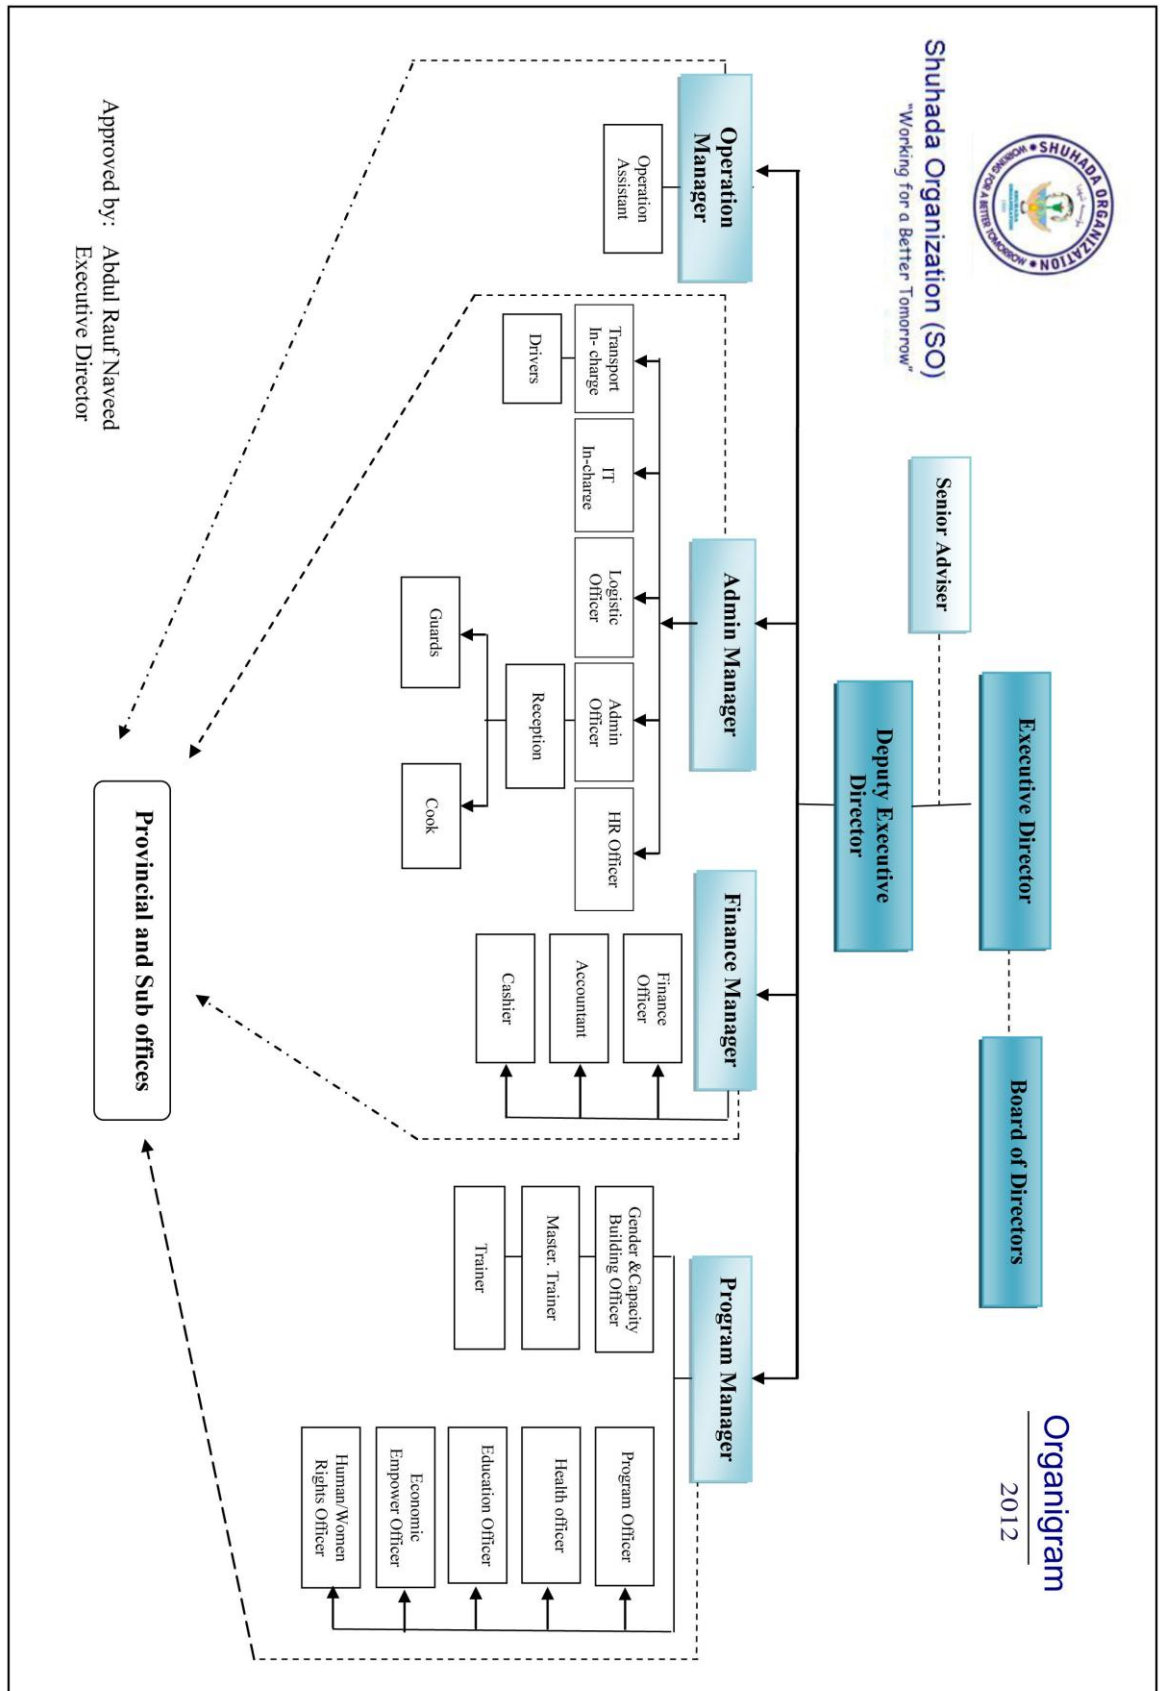 SHUHADA ORGANIZATION
WORKING FOR A BETTER TOMORROW
Shuhada Organization (SO)
"Working for a Better Tomorrow"
Organigram
2012
Executive Director
Board of Directors
Senior Adviser
Deputy Executive
Director
Operation
Manager
Admin Manager
Finance Manager
Program Manager
Operation
Assistant
Transport
In- charge
Drivers
IT
In-charge
Logistic
Officer
Admin
Officer
HR Officer
Reception
Guards
Cook
Finance
Officer
Accountant
Cashier
Gender &Capacity
Building Officer
Master. Trainer
Trainer
Program Officer
Health officer
Education Officer
Economic
Empower Officer
Human/Women
Rights Officer
Provincial and Sub offices
Approved by: Abdul Rauf Naveed
Executive Director